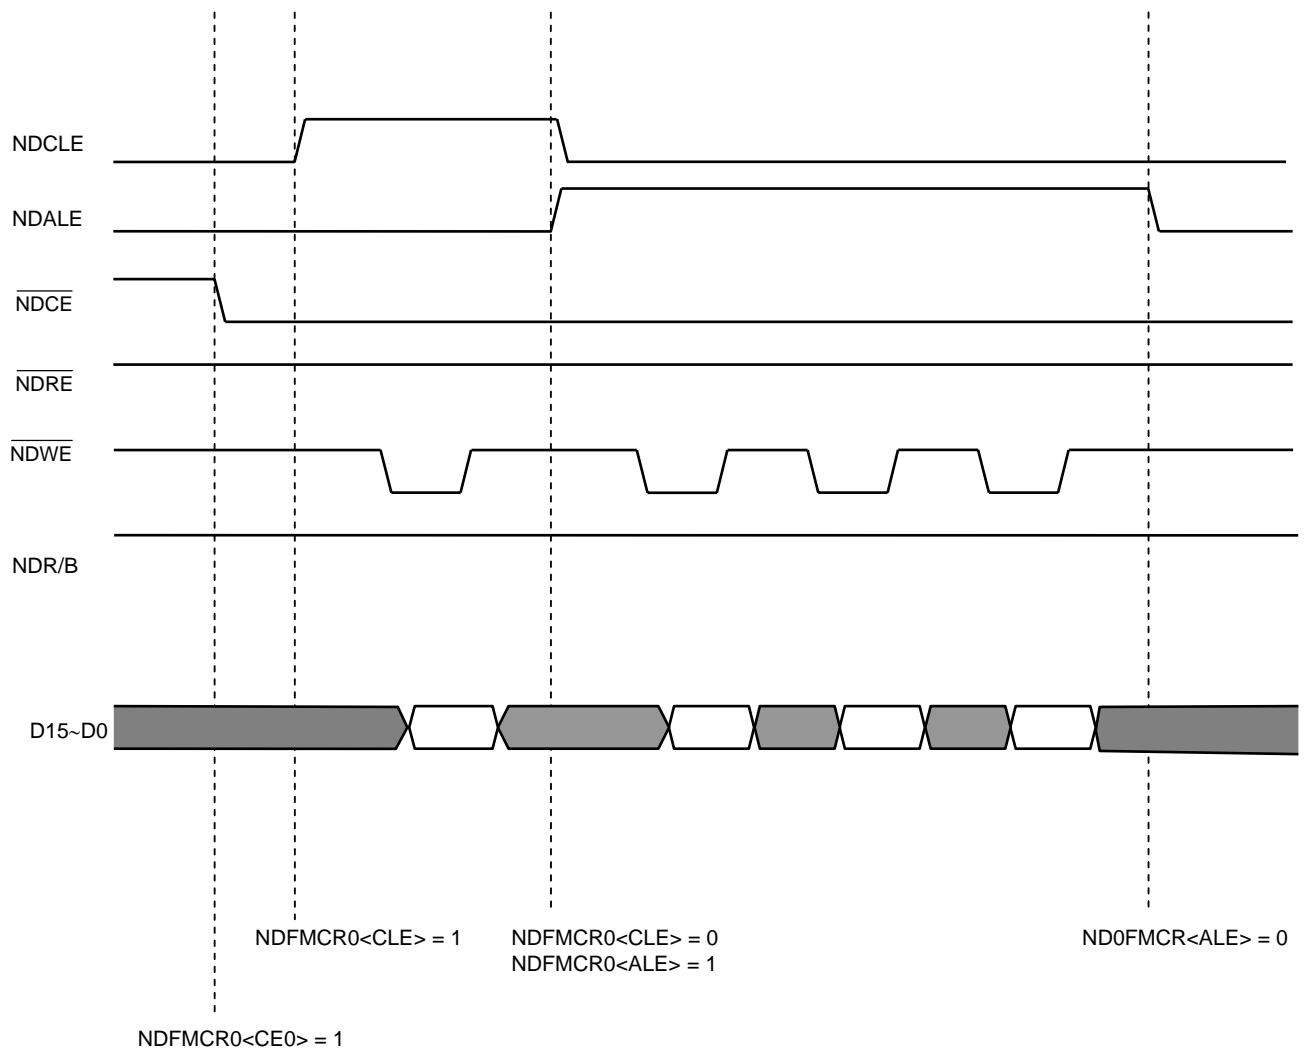 NDCLE
NDALE
NDCE
NDRE
NDWE
NDR/B
D15~D0
NDFMCR0<CLE> = 1
NDFMCR0<CLE> = 0
NDFMCR0<ALE> = 1
ND0FMCR<ALE> = 0
NDFMCR0<CE0> = 1